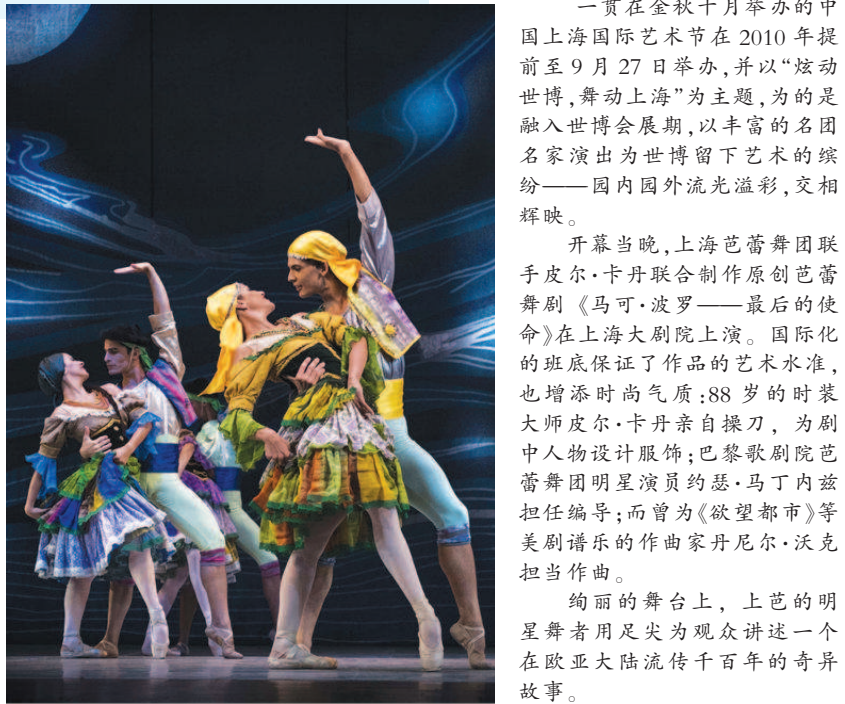 一贯在金秋十月举办的中
国上海国际艺术节在 2010 年提
前至 9 月 27 日举办,并以“炫动
世博,舞动上海”为主题,为的是
融入世博会展期,以丰富的名团
名家演出为世博留下艺术的缤
纷——园内园外流光溢彩,交相
辉映。
开幕当晚,上海芭蕾舞团联
手皮尔·卡丹联合制作原创芭蕾
舞剧《马可·波罗——最后的使
命》在上海大剧院上演。国际化
的班底保证了作品的艺术水准,
也增添时尚气质:88 岁的时装
大师皮尔·卡丹亲自操刀,为剧
中人物设计服饰;巴黎歌剧院芭
蕾舞团明星演员约瑟·马丁内兹
担任编导;而曾为《欲望都市》等
美剧谱乐的作曲家丹尼尔·沃克
担当作曲。
绚丽的舞台上,上芭的明
星舞者用足尖为观众讲述一个
在欧亚大陆流传千百年的奇异
故事。